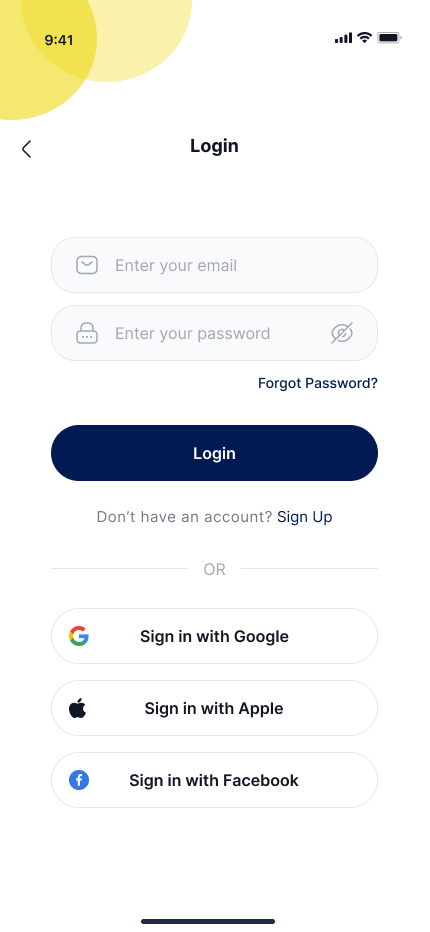 9:41
Login
Enter your email
Enter your password
Forgot Password?
Login
Don’t have an account? Sign Up
OR
Sign in with Google
Sign in with Apple
Sign in with Facebook